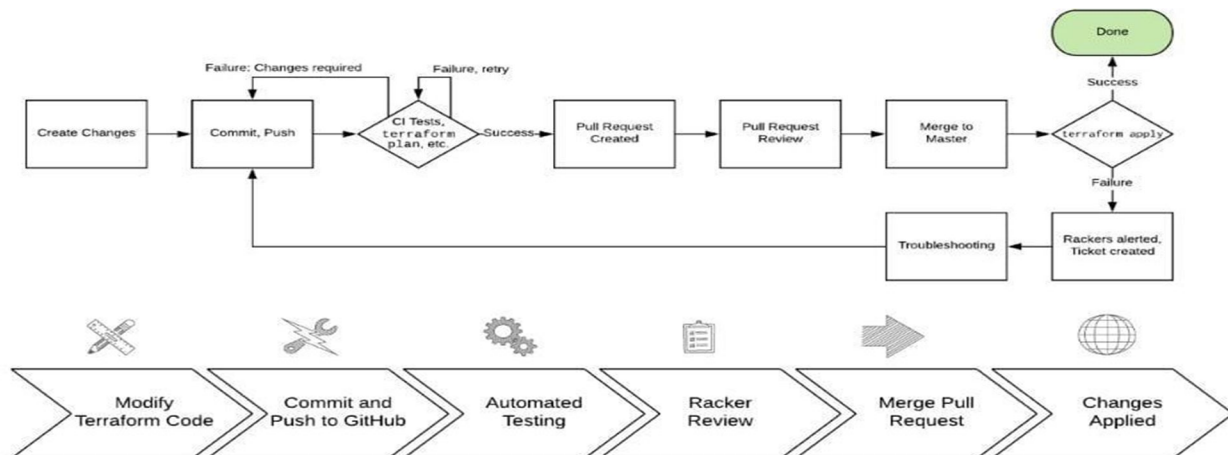 Done
Success
Failure; Changes required
Failure, retry
Create Changes
Commit, Push
CI Tests,
terraform
plan, etc.
Success
Pull Request
Created
Pull Request
Review
Merge to
Master
terraform apply
Failure
Troubleshooting
Rackers alerted,
Ticket created
Modify
Terraform Code
Commit and
Push to GitHub
Automated
Testing
Racker
Review
Merge Pull
Request
Changes
Applied